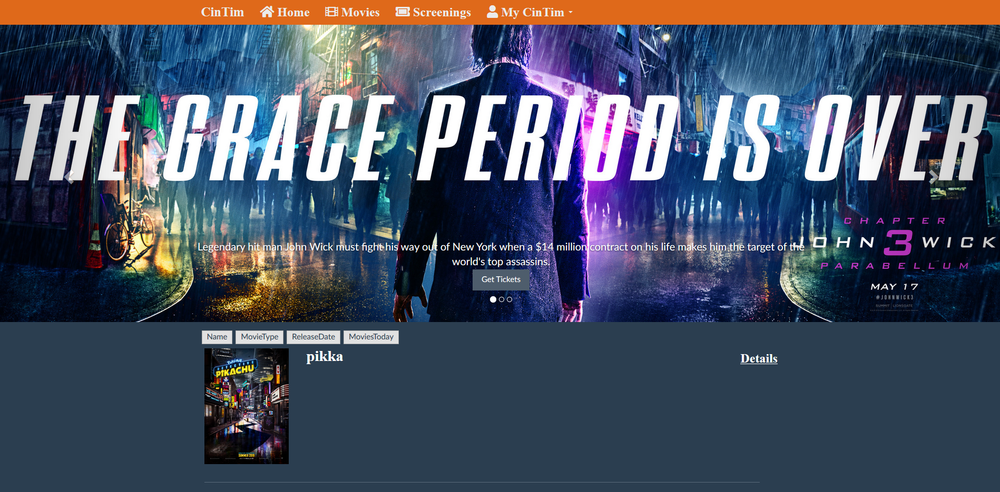 CinTim Home Movies Screenings My CinTim
THE GRACE PERIOD IS OVER
KELL
CHAPTER
JOHN 3 WICK
PARABELLUM
Legendary hit man John Wick must fight his way out of New York when a $14 million contract on his life makes him the target of the
world's top assassins.
Get Tickets
MAY 17
#JOHNWICK3
SUMMIT LIONSGATE
Name MovieType ReleaseDate MoviesToday
pikka
Details
POKÉMON
DETECTIVE
PIKACHU
SUMMER 2019